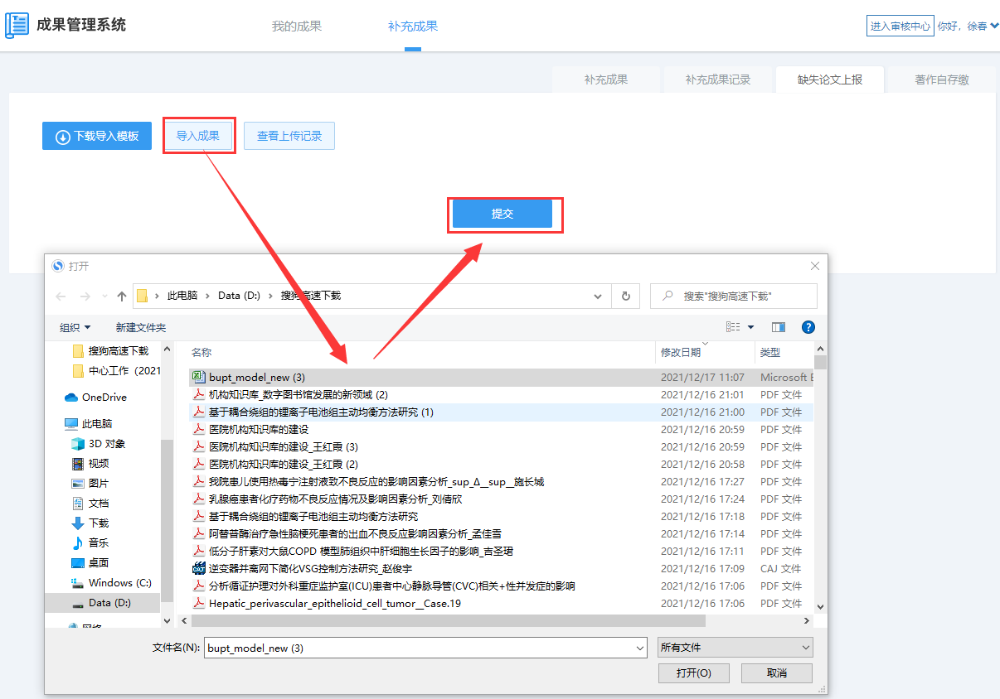 成果管理系统 我的成果 补充成果 进入审核中心 你好，徐春
补充成果 补充成果记录 缺失论文上报 著作自存缴
下载导入模板 导入成果 查看上传记录
提交
打开
此电脑 › Data (D:) › 搜狗高速下载 搜索"搜狗高速下载"
组织 新建文件夹
名称 修改日期 类型
搜狗高速下载
中心工作（2021
OneDrive
此电脑
3D 对象
视频
图片
文档
下载
音乐
桌面
Windows (C:)
Data (D:)
bupt_model_new (3) 2021/12/17 11:07 Microsoft E
机构知识库_数字图书馆发展的新领域 (2) 2021/12/16 21:01 PDF 文件
基于耦合绕组的锂离子电池组主动均衡方法研究 (1) 2021/12/16 21:00 PDF 文件
医院机构知识库的建设 2021/12/16 20:59 PDF 文件
医院机构知识库的建设_王红霞 (3) 2021/12/16 20:59 PDF 文件
医院机构知识库的建设_王红霞 (2) 2021/12/16 20:58 PDF 文件
我院患儿使用热毒宁注射液致不良反应的影响因素分析_sup_Δ__sup__施长城 2021/12/16 17:27 PDF 文件
乳腺癌患者化疗药物不良反应情况及影响因素分析_刘倩欣 2021/12/16 17:24 PDF 文件
基于耦合绕组的锂离子电池组主动均衡方法研究 2021/12/16 17:18 PDF 文件
阿替普酶治疗急性脑梗死患者的出血不良反应影响因素分析_孟佳雪 2021/12/16 17:14 PDF 文件
低分子肝素对大鼠COPD 模型肺组织中肝细胞生长因子的影响_吉圣珺 2021/12/16 17:11 PDF 文件
CAJ 逆变器并离网下简化VSG控制方法研究_赵俊宇 2021/12/16 17:09 CAJ 文件
分析循证护理对外科重症监护室(ICU)患者中心静脉导管(CVC)相关+性并发症的影响 2021/12/16 17:06 PDF 文件
Hepatic_perivascular_epithelioid_cell_tumor__Case.19 2021/12/16 17:06 PDF 文件
文件名(N): bupt_model_new (3) 所有文件
打开(O) 取消